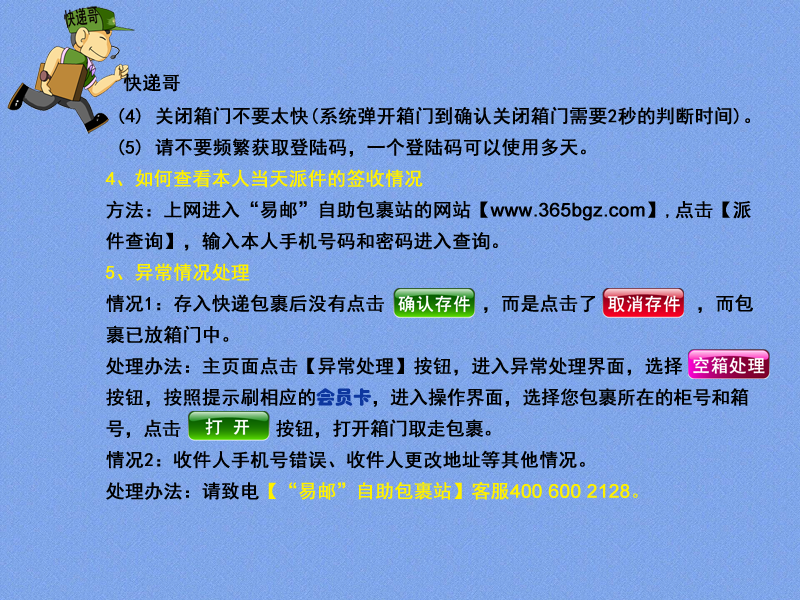 快递哥
快递哥
(4) 关闭箱门不要太快(系统弹开箱门到确认关闭箱门需要2秒的判断时间)。
(5) 请不要频繁获取登陆码，一个登陆码可以使用多天。
4、如何查看本人当天派件的签收情况
方法：上网进入“易邮”自助包裹站的网站【www.365bgz.com】,点击【派
件查询】，输入本人手机号码和密码进入查询。
5、异常情况处理
情况1：存入快递包裹后没有点击 确认存件 ，而是点击了 取消存件 ，而包
裹已放箱门中。
处理办法：主页面点击【异常处理】按钮，进入异常处理界面，选择 空箱处理
按钮，按照提示刷相应的会员卡，进入操作界面，选择您包裹所在的柜号和箱
号，点击 打 开 按钮，打开箱门取走包裹。
情况2：收件人手机号错误、收件人更改地址等其他情况。
处理办法：请致电【“易邮”自助包裹站】客服400 600 2128。